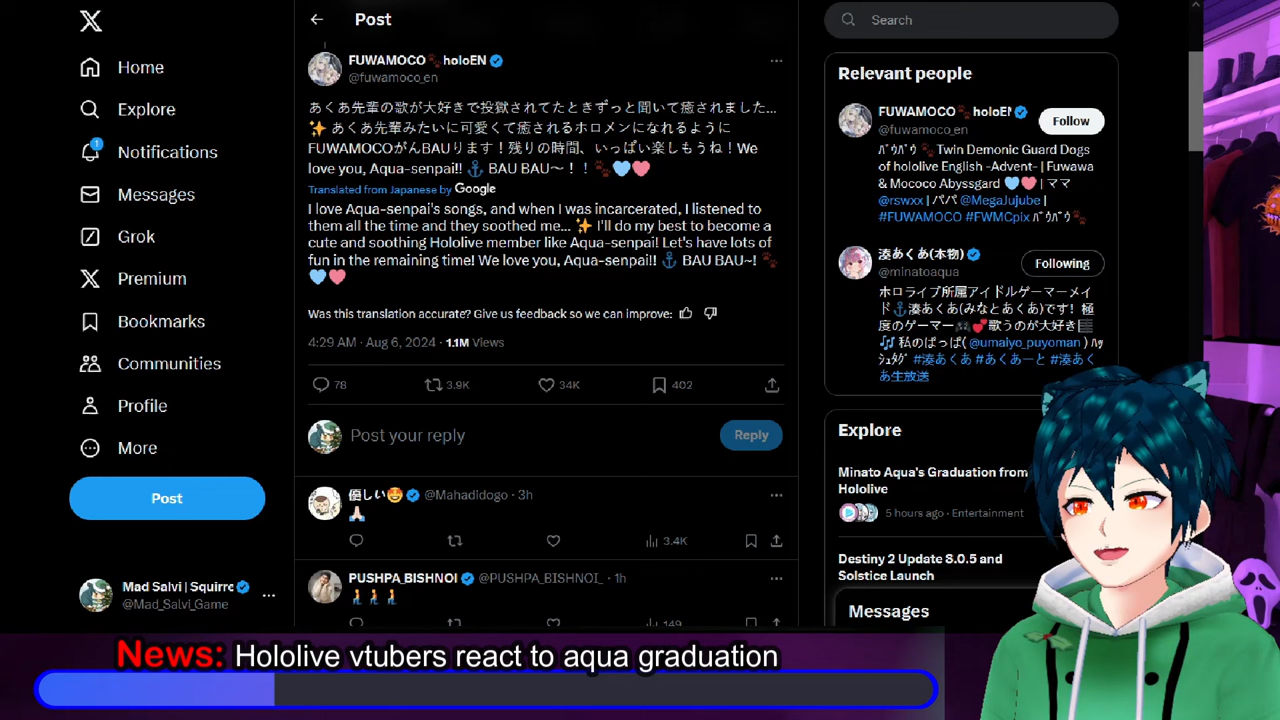 Home
Explore
1
Notifications
Messages
Grok
Premium
Bookmarks
Communities
Profile
More
Post
Mad Salvi | Squirre
@Mad_Salvi_Game
Post
FUWAMOCO🐾holoEN
@fuwamoco_en
あくあ先輩の歌が大好きで投獄されてたときずっと聞いて癒されました…
✨ あくあ先輩みたいに可愛くて癒されるホロメンになれるように
FUWAMOCOがんBAUります！残りの時間、いっぱい楽しもうね！We
love you, Aqua-senpai!! ⚓ BAU BAU〜！！🐾🩵🩷
Translated from Japanese by Google
I love Aqua-senpai's songs, and when I was incarcerated, I listened to
them all the time and they soothed me... ✨ I'll do my best to become a
cute and soothing Hololive member like Aqua-senpai! Let's have lots of
fun in the remaining time! We love you, Aqua-senpai!! ⚓ BAU BAU~! 🐾
🩵🩷
Was this translation accurate? Give us feedback so we can improve:
4:29 AM · Aug 6, 2024 · 1.1M Views
78 3.9K 34K 402
Post your reply
Reply
優しい🤩 @Mahadidogo · 3h
🙏🏻
3.4K
PUSHPA_BISHNOI @PUSHPA_BISHNOI_ · 1h
149
Search
Relevant people
FUWAMOCO🐾holoEN
@fuwamoco_en
Follow
バウバウ 🐾 Twin Demonic Guard Dogs
of hololive English -Advent- | Fuwawa
& Mococo Abyssgard 🩵🩷 | ママ
@rswxx | パパ @MegaJujube |
#FUWAMOCO #FWMCpix バウバウ🐾
湊あくあ(本物)
@minatoaqua
Following
ホロライブ所属アイドルゲーマーメイ
ド⚓湊あくあ(みなとあくあ)です！極
度のゲーマー🎮💕歌うのが大好き🎼
🎶 私のぱっぱ( @umaiyo_puyoman ) ハッ
シュタグ #湊あくあ #あくあーと #湊あく
あ生放送
Explore
Minato Aqua's Graduation from
Hololive
5 hours ago · Entertainment
Destiny 2 Update 8.0.5 and
Solstice Launch
Messages
News: Hololive vtubers react to aqua graduation